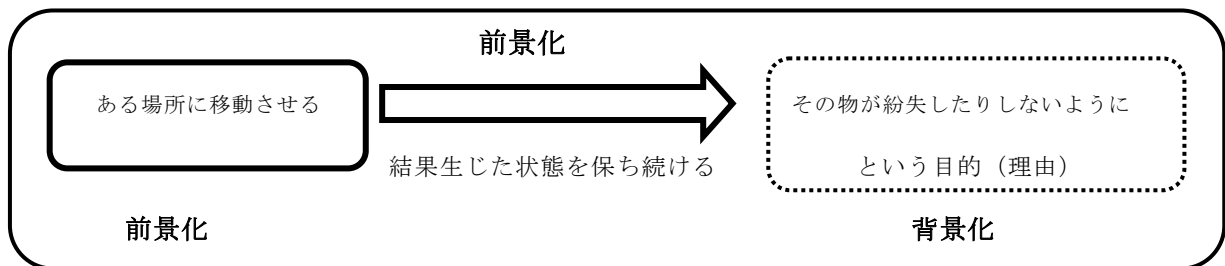 前景化
ある場所に移動させる
その物が紛失したりしないように
結果生じた状態を保ち続ける
という目的（理由）
前景化
背景化